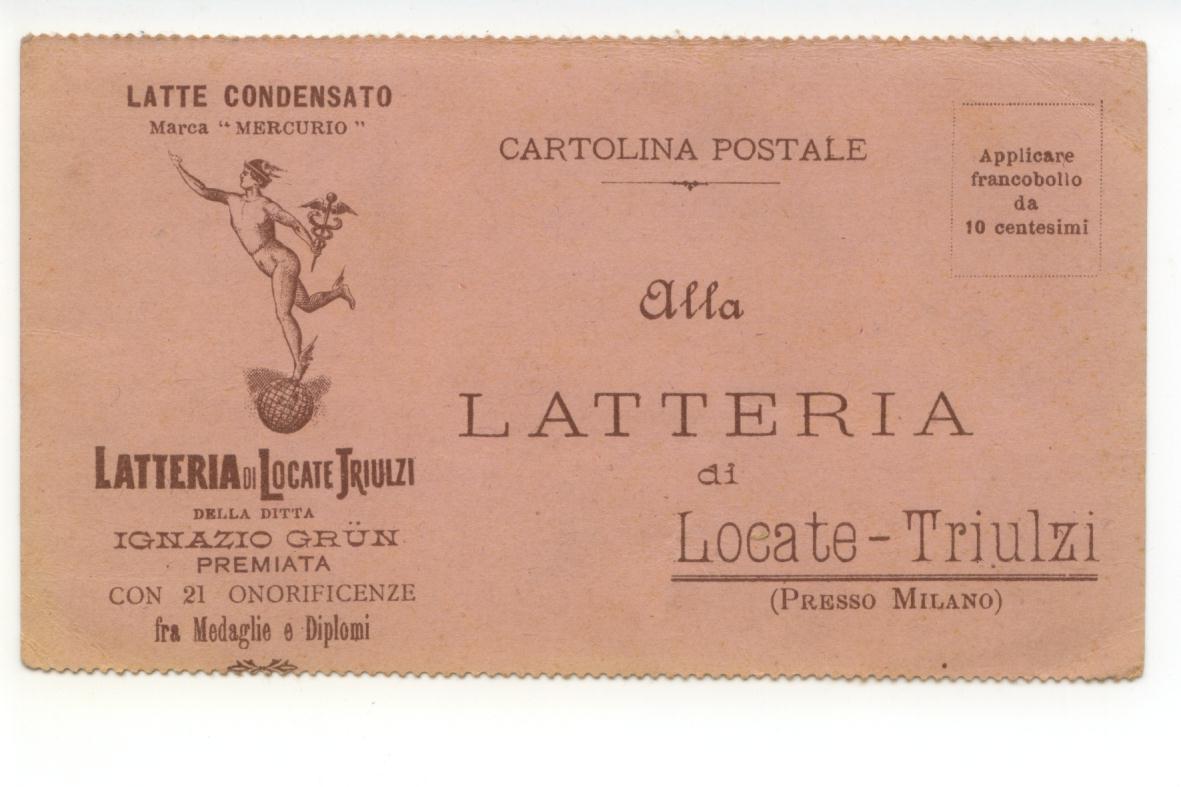 LATTE CONDENSATO
Marca "MERCURIO"
LATTERIA DI LOCATE TRIULZI
DELLA DITTA
IGNAZIO GRÜN
PREMIATA
CON 21 ONORIFICENZE
fra Medaglie e Diplomi
CARTOLINA POSTALE
Applicare
francobollo
da
10 centesimi
Alla
LATTERIA
di
Locate-Triulzi
(PRESSO MILANO)